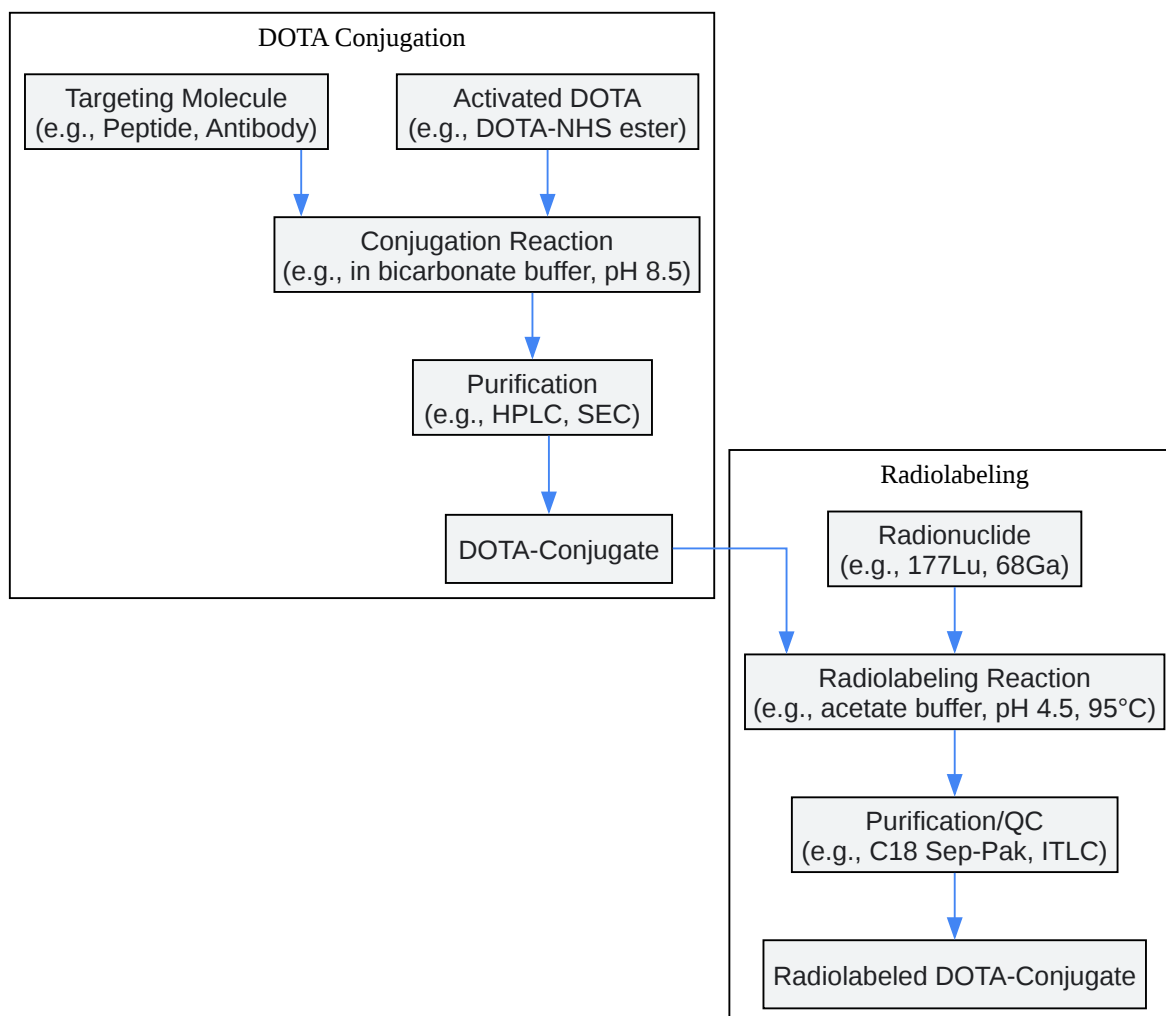 DOTA Conjugation
Targeting Molecule
(e.g., Peptide, Antibody)
Activated DOTA
(e.g., DOTA-NHS ester)
Conjugation Reaction
(e.g., in bicarbonate buffer, pH 8.5)
Purification
(e.g., HPLC, SEC)
DOTA-Conjugate
Radiolabeling
Radionuclide
(e.g., 177Lu, 68Ga)
Radiolabeling Reaction
(e.g., acetate buffer, pH 4.5, 95°C)
Purification/QC
(e.g., C18 Sep-Pak, ITLC)
Radiolabeled DOTA-Conjugate